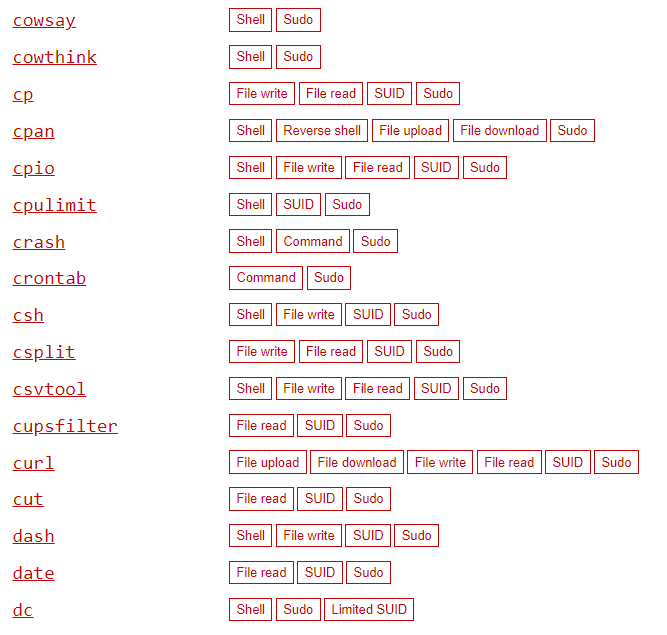 cowsay Shell Sudo
cowthink Shell Sudo
cp File write File read SUID Sudo
cpan Shell Reverse shell File upload File download Sudo
cpio Shell File write File read SUID Sudo
cpulimit Shell SUID Sudo
crash Shell Command Sudo
crontab Command Sudo
csh Shell File write SUID Sudo
csplit File write File read SUID Sudo
csvtool Shell File write File read SUID Sudo
cupsfilter File read SUID Sudo
curl File upload File download File write File read SUID Sudo
cut File read SUID Sudo
dash Shell File write SUID Sudo
date File read SUID Sudo
dc Shell Sudo Limited SUID